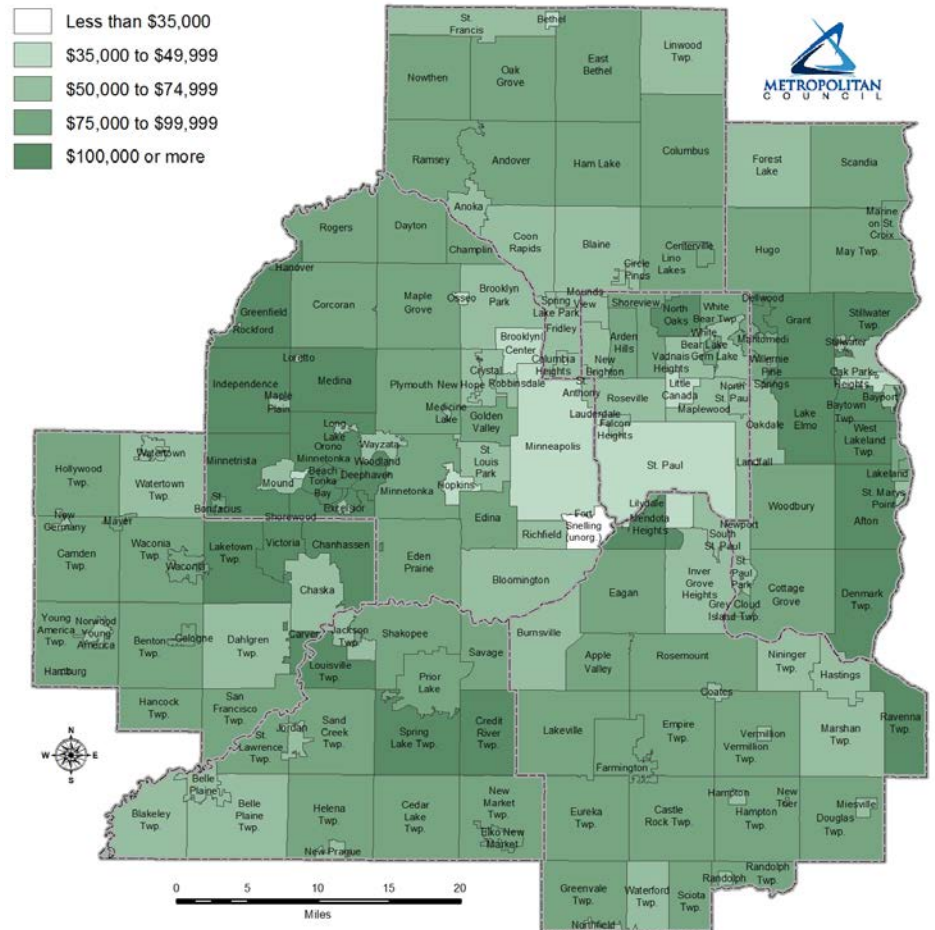 Less than $35,000
$35,000 to $49,999
$50,000 to $74,999
$75,000 to $99,999
$100,000 or more
METROPOLITAN
COUNCIL
St.
Francis
Bethel
Linwood
Twp.
Nowthen
Oak
Grove
East
Bethel
Ramsey
Andover
Ham Lake
Columbus
Forest
Lake
Scandia
Anoka
Marine
on St.
Croix
Rogers
Dayton
Champlin
Coon
Rapids
Blaine
Centerville
Lino
Lakes
Hugo
May Twp.
Hanover
Circle
Pines
Corcoran
Maple
Grove
Osseo
Brooklyn
Park
Spring
Lake Park
Mounds
View
Shoreview
North
Oaks
White
Bear Twp.
Dellwood
Grant
Stillwater
Twp.
Greenfield
Rockford
Fridley
Brooklyn
Center
Arden
Hills
White
Bear Lake
Gem Lake
Mahtomedi
Stillwater
Loretto
Crystal
Columbia
Heights
New
Brighton
Vadnais
Heights
Willernie
Pine
Springs
Oak Park
Heights
Independence
Medina
Plymouth
New Hope
Robbinsdale
St.
Anthony
Little
Canada
North
St. Paul
Bayport
Maple
Plain
Medicine
Lake
Golden
Valley
Lauderdale
Roseville
Maplewood
Oakdale
Lake
Elmo
Baytown
Twp.
Long
Lake
Orono
Wayzata
Falcon
Heights
West
Lakeland
Twp.
Minnetrista
Minnetonka
Beach
Woodland
Minneapolis
St. Louis
Park
St. Paul
Landfall
Lakeland
Hollywood
Twp.
Watertown
Watertown
Twp.
Mound
Tonka
Bay
Deephaven
Minnetonka
Hopkins
St. Marys
Point
St.
Bonifacius
Excelsior
Shorewood
Edina
Richfield
Fort
Snelling
(unorg.)
Lilydale
Mendota
Heights
Newport
South
St. Paul
Woodbury
Afton
New
Germany
Mayer
Camden
Twp.
Waconia
Twp.
Waconia
Laketown
Twp.
Victoria
Chanhassen
Eden
Prairie
Bloomington
Inver
Grove
Heights
St.
Paul
Park
Chaska
Eagan
Cottage
Grove
Denmark
Twp.
Grey Cloud
Island Twp.
Young
America
Twp.
Norwood
Young
America
Benton
Twp.
Cologne
Dahlgren
Twp.
Carver
Jackson
Twp.
Shakopee
Burnsville
Hamburg
Louisville
Twp.
Savage
Apple
Valley
Rosemount
Nininger
Twp.
Hastings
Prior
Lake
Coates
Hancock
Twp.
San
Francisco
Twp.
Jordan
Sand
Creek
Twp.
Spring
Lake Twp.
Credit
River
Twp.
Lakeville
Empire
Twp.
Vermillion
Vermillion
Twp.
Marshan
Twp.
Ravenna
Twp.
St.
Lawrence
Twp.
Farmington
Belle
Plaine
Blakeley
Twp.
Belle
Plaine
Twp.
Helena
Twp.
Cedar
Lake
Twp.
New
Market
Twp.
Elko New
Market
Eureka
Twp.
Castle
Rock Twp.
Hampton
Hampton
Twp.
New
Trier
Miesville
Douglas
Twp.
New Prague
Greenvale
Twp.
Waterford
Twp.
Sciota
Twp.
Randolph
Randolph
Twp.
Northfield
N
W
E
S
0 5 10 15 20
Miles